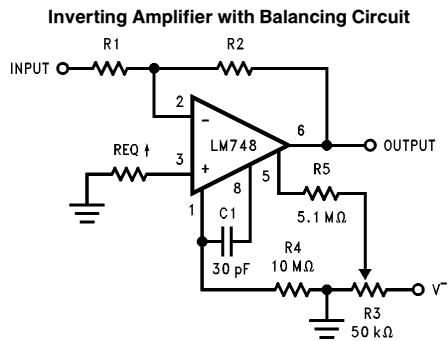 Inverting Amplifier with Balancing Circuit
R1
R2
INPUT
2
-
6
LM748
OUTPUT
REQ †
3
+
5
R5
8
1
C1
5.1 MΩ
30 pF
R4
10 MΩ
V⁻
R3
50 kΩ